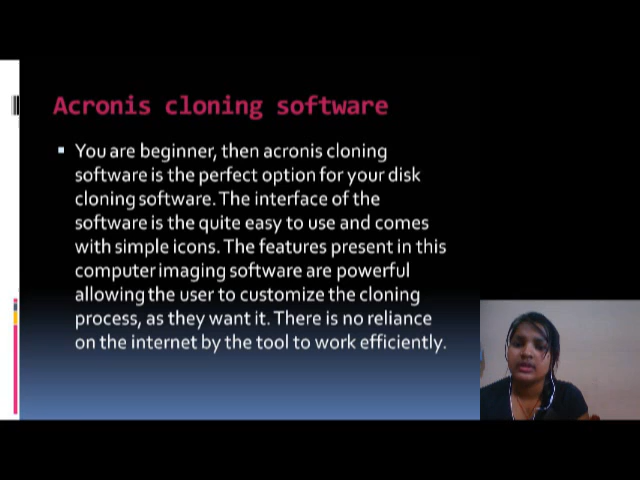 Acronis cloning software
You are beginner, then acronis cloning
software is the perfect option for your disk
cloning software. The interface of the
software is the quite easy to use and comes
with simple icons. The features present in this
computer imaging software are powerful
allowing the user to customize the cloning
process, as they want it. There is no reliance
on the internet by the tool to work efficiently.